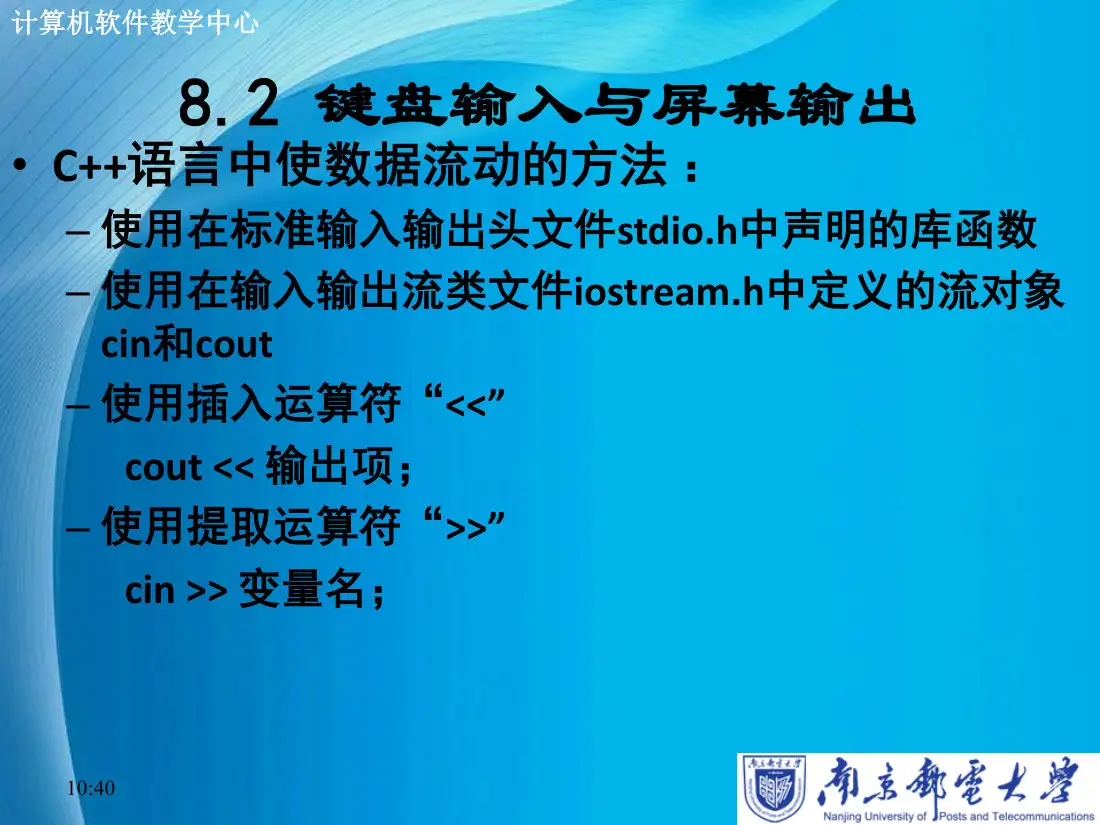 计算机软件教学中心
8.2 键盘输入与屏幕输出
• C++语言中使数据流动的方法：
– 使用在标准输入输出头文件stdio.h中声明的库函数
– 使用在输入输出流类文件iostream.h中定义的流对象
cin和cout
– 使用插入运算符“<<”
cout << 输出项；
– 使用提取运算符“>>”
cin >> 变量名；
10:40
南京邮电大学
Nanjing University of Posts and Telecommunications